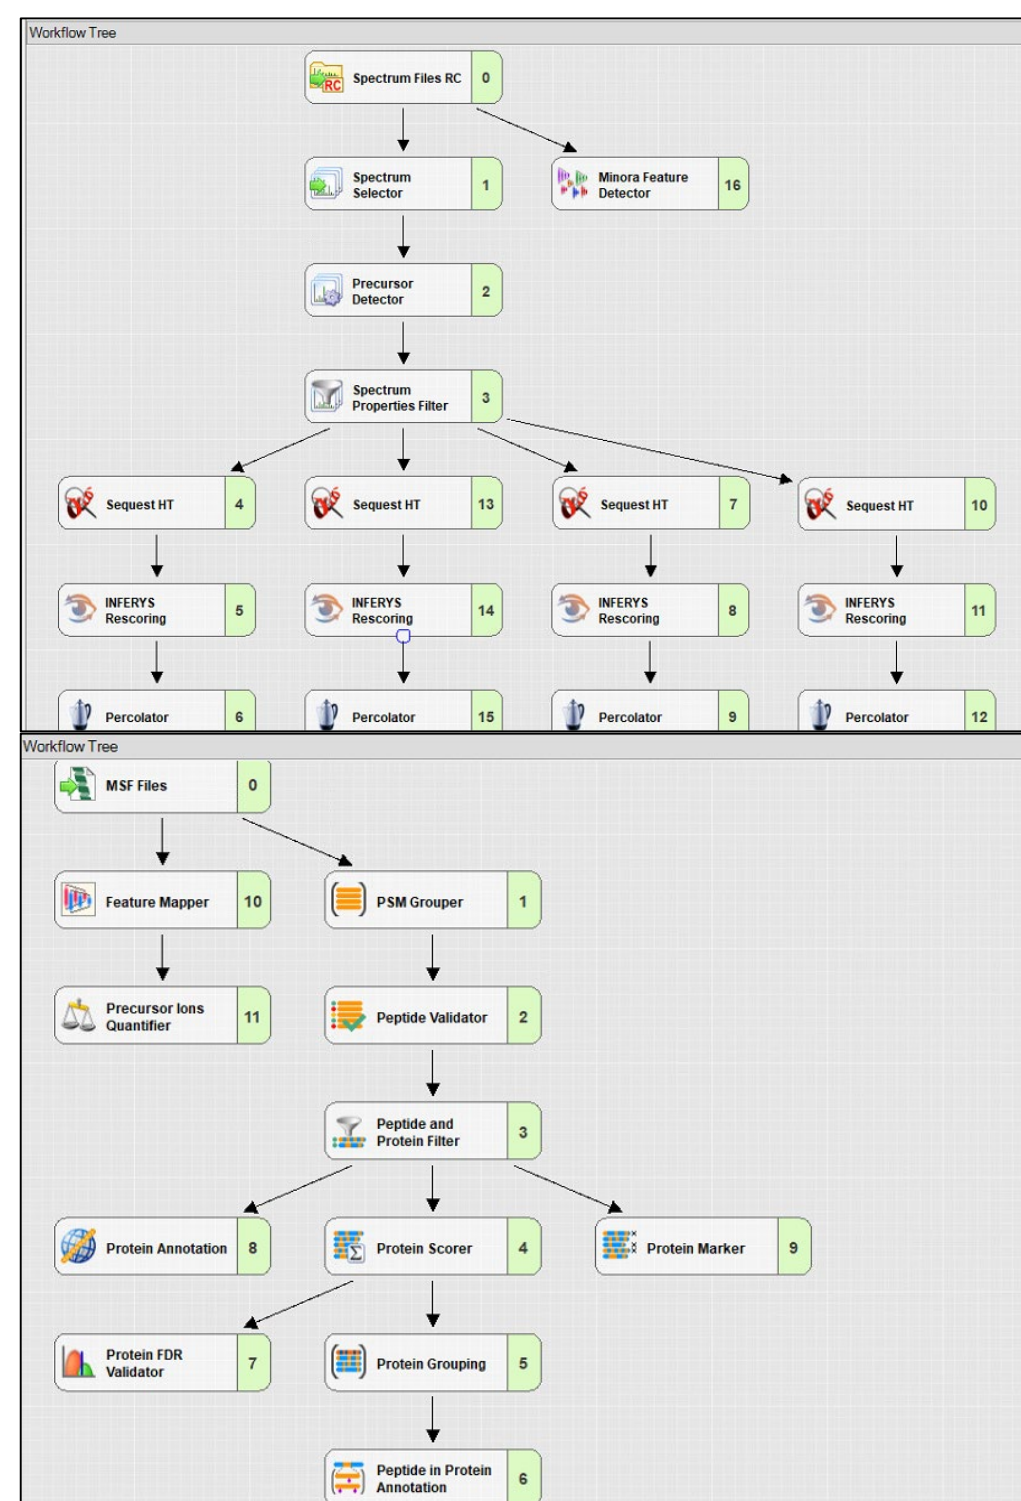 Workflow Tree
Spectrum Files RC 0
RC
Spectrum
Selector 1
Minora Feature
Detector 16
Precursor
Detector 2
Spectrum
Properties Filter 3
Sequest HT 4
Sequest HT 13
Sequest HT 7
Sequest HT 10
INFERYS
Rescoring 5
INFERYS
Rescoring 14
INFERYS
Rescoring 8
INFERYS
Rescoring 11
Percolator 6
Percolator 15
Percolator 9
Percolator 12
Workflow Tree
MSF Files 0
Feature Mapper 10
PSM Grouper 1
Precursor Ions
Quantifier 11
Peptide Validator 2
Peptide and
Protein Filter 3
Protein Annotation 8
Σ
Protein Scorer 4
Protein Marker 9
Protein FDR
Validator 7
Protein Grouping 5
Peptide in Protein
Annotation 6